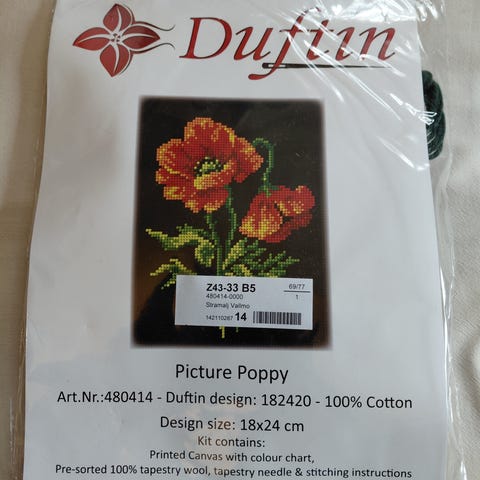 Duftin
Z43-33 B5
69/77
480414-0000
1
Stramalj Vallmo
142110267 14
Picture Poppy
Art.Nr.:480414 - Duftin design: 182420 - 100% Cotton
Design size: 18x24 cm
Kit contains:
Printed Canvas with colour chart,
Pre-sorted 100% tapestry wool, tapestry needle & stitching instructions